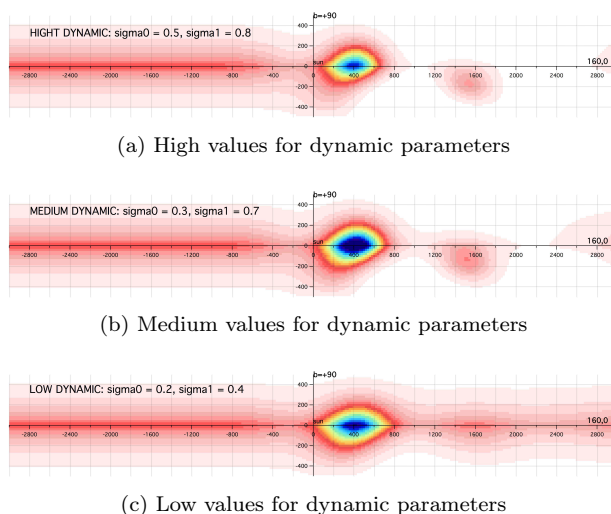 b=+90
400
HIGHT DYNAMIC: sigma0 = 0.5, sigma1 = 0.8
200
sun
160,0
-2800 -2400 -2000 -1600 -1200 -800 -400 0 400 800 1200 1600 2000 2400 2800
-200
-400
(a) High values for dynamic parameters
b=+90
400
MEDIUM DYNAMIC: sigma0 = 0.3, sigma1 = 0.7
200
sun
160,0
-2800 -2400 -2000 -1600 -1200 -800 -400 0 400 800 1200 1600 2000 2400 2800
-200
-400
(b) Medium values for dynamic parameters
b=+90
400
LOW DYNAMIC: sigma0 = 0.2, sigma1 = 0.4
200
sun
160,0
-2800 -2400 -2000 -1600 -1200 -800 -400 0 400 800 1200 1600 2000 2400 2800
-200
-400
(c) Low values for dynamic parameters